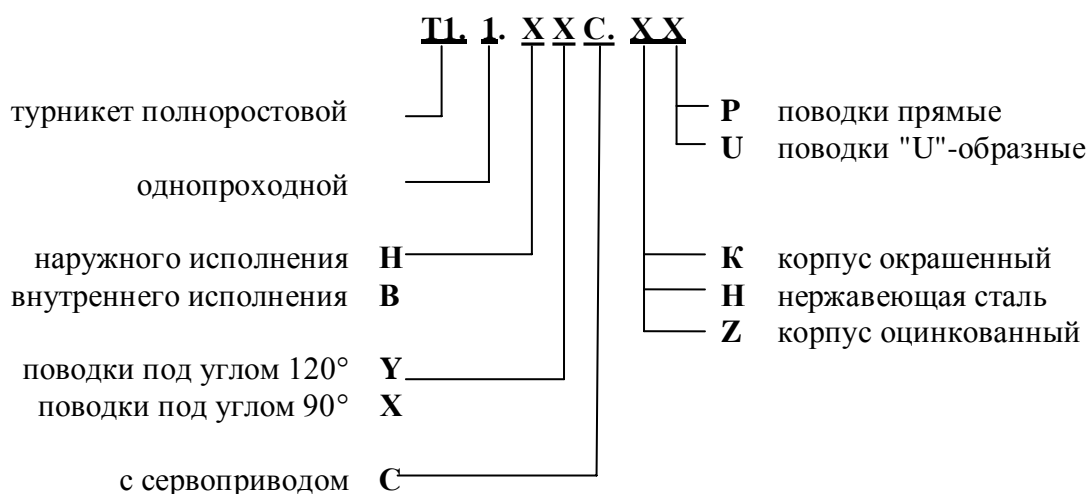 Т1. 1. Х Х С. Х Х
турникет полноростовой
Р поводки прямые
U поводки "U"-образные
однопроходной
наружного исполнения Н
внутреннего исполнения В
К корпус окрашенный
Н нержавеющая сталь
Z корпус оцинкованный
поводки под углом 120° Y
поводки под углом 90° Х
с сервоприводом С